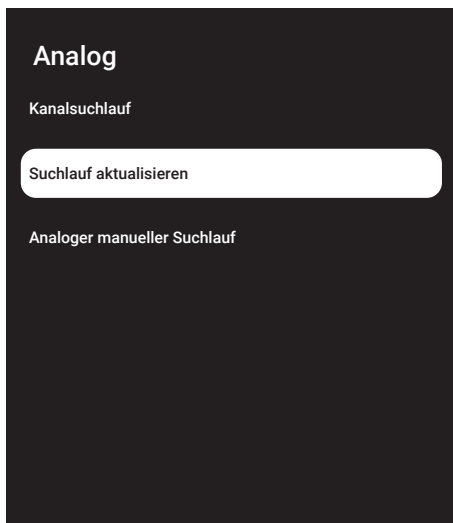 Analog
Kanalsuchlauf
Suchlauf aktualisieren
Analoger manueller Suchlauf